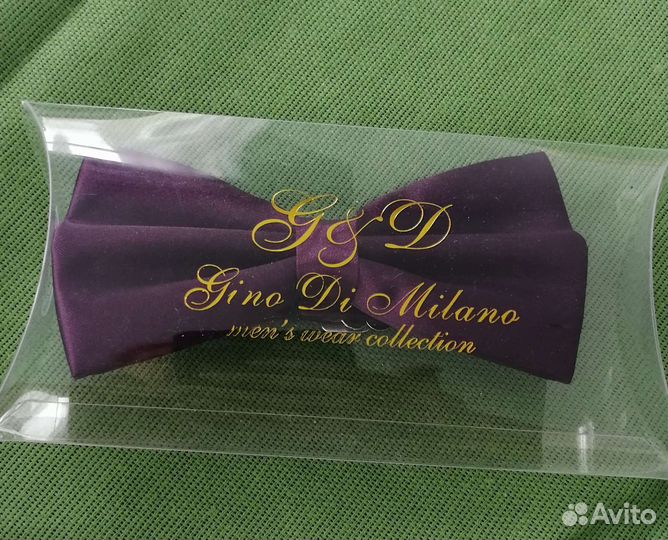 G&D
Gino Di Milano
men's wear collection
Avito